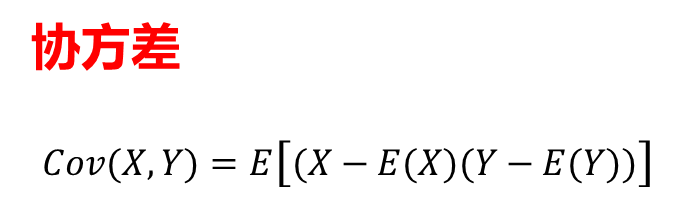 协方差
Cov(X,Y) = E[(X − E(X)(Y − E(Y))]